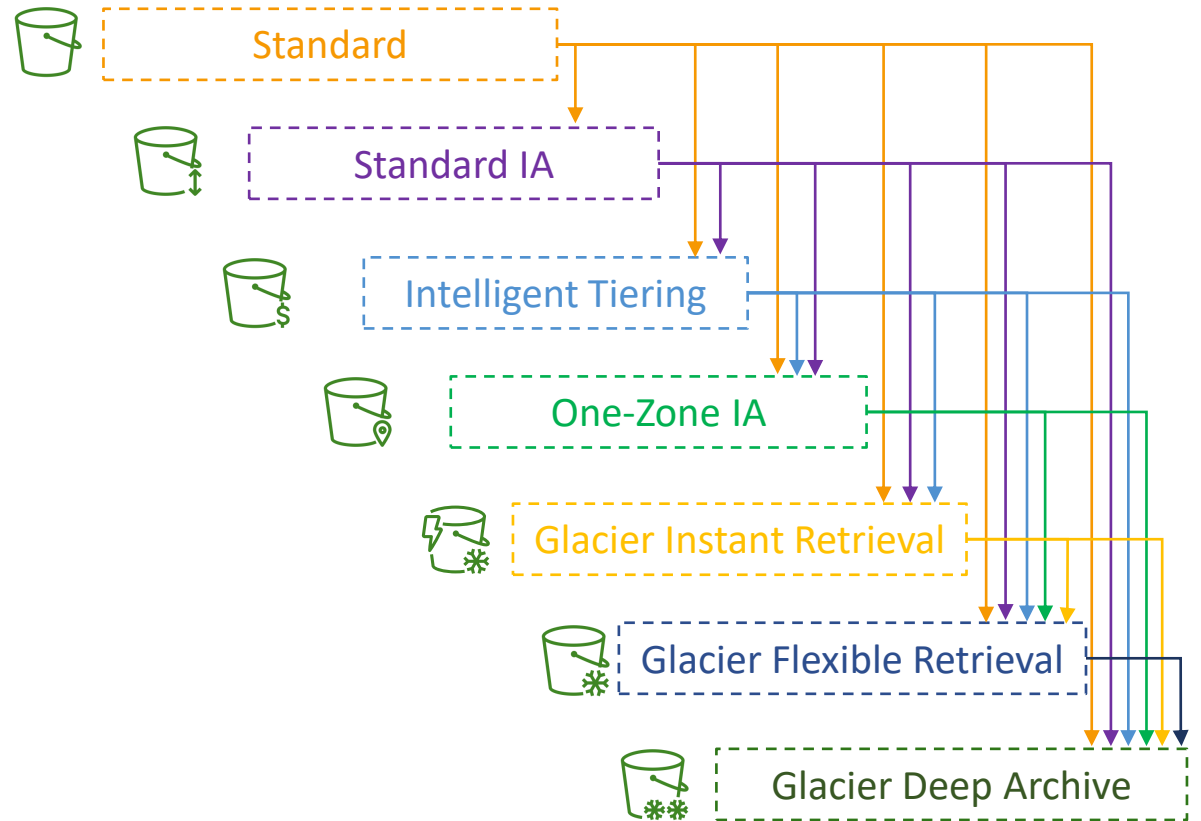 Standard
Standard IA
Intelligent Tiering
$
One-Zone IA
Glacier Instant Retrieval
Glacier Flexible Retrieval
Glacier Deep Archive